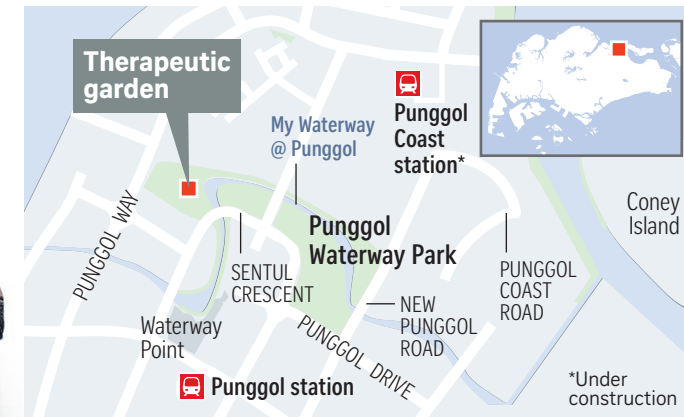 Therapeutic
garden
My Waterway
@ Punggol
Punggol
Coast
station*
Coney
Island
PUNGGOL WAY
Punggol
Waterway Park
SENTUL
CRESCENT
PUNGGOL
COAST
ROAD
NEW
PUNGGOL
ROAD
Waterway
Point
PUNGGOL DRIVE
Punggol station
*Under
construction